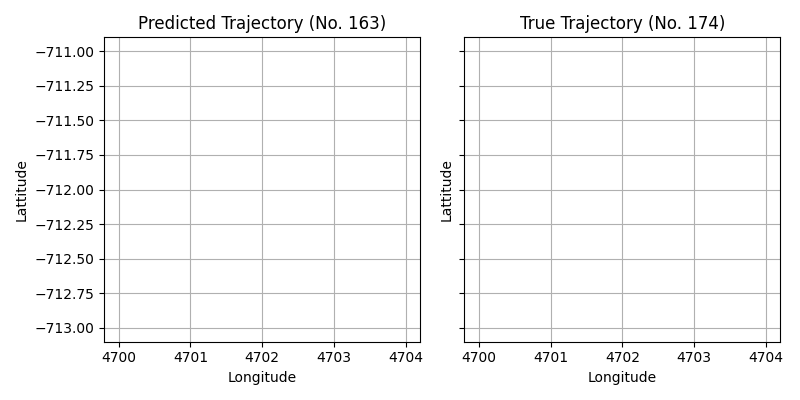 Predicted Trajectory (No. 163)
True Trajectory (No. 174)
Lattitude
−711.00
−711.25
−711.50
−711.75
−712.00
−712.25
−712.50
−712.75
−713.00
4700 4701 4702 4703 4704
Longitude
Lattitude
4700 4701 4702 4703 4704
Longitude